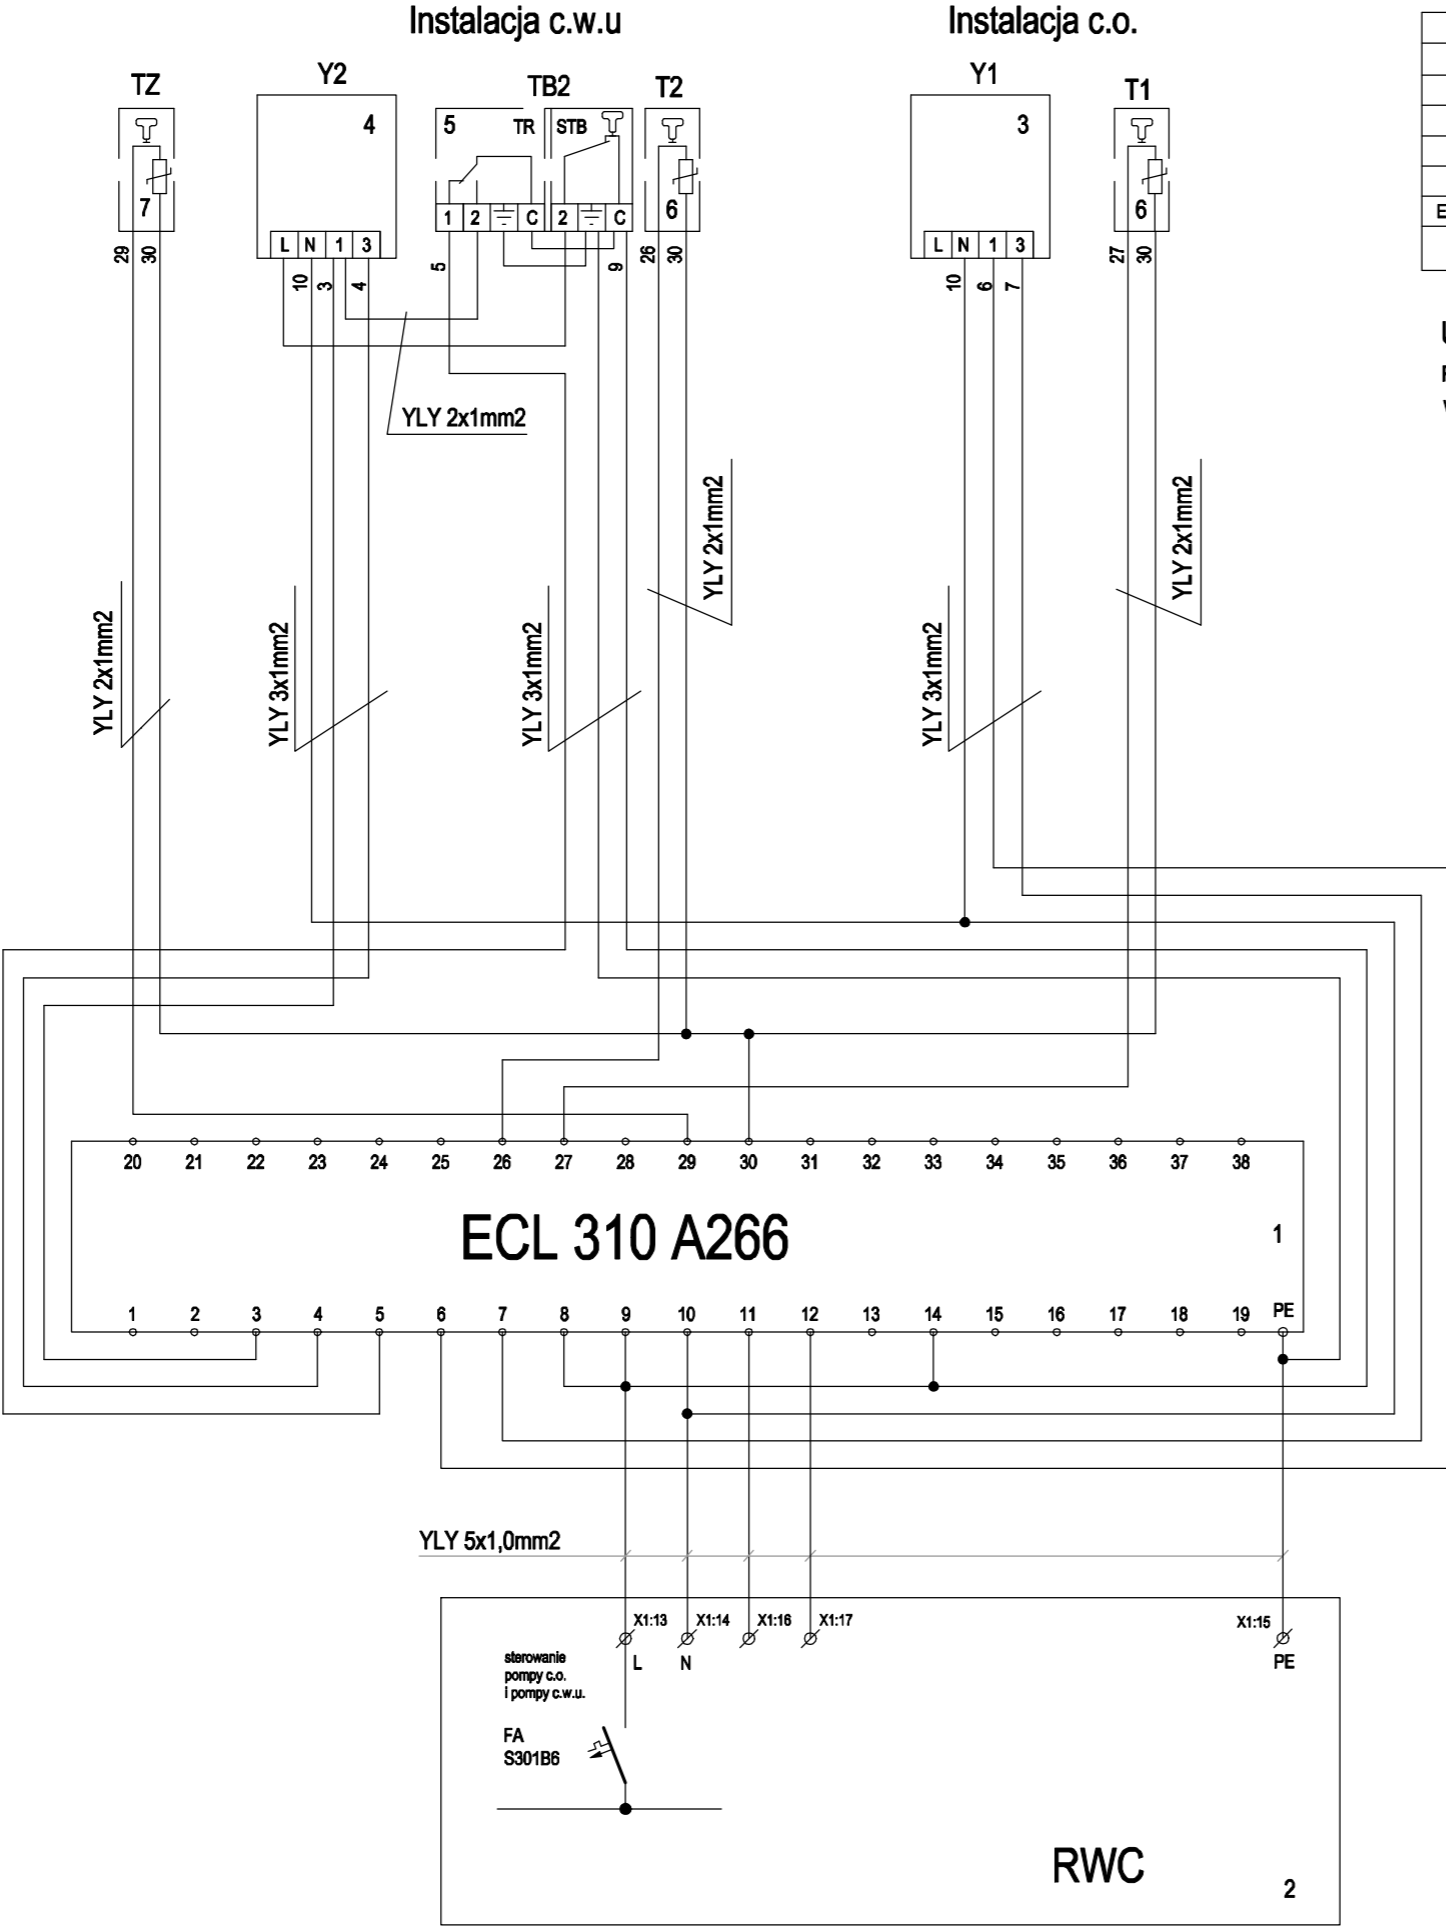 Instalacja c.w.u
Instalacja c.o.
TZ
Y2
TB2
T2
Y1
T1
4
5
TR
STB
3
7
6
6
L N 1 3
1 2 C 2 C
L N 1 3
29
30
10
3
4
5
9
26
30
10
6
7
27
30
YLY 2x1mm2
YLY 2x1mm2
YLY 3x1mm2
YLY 3x1mm2
YLY 2x1mm2
YLY 3x1mm2
YLY 2x1mm2
20 21 22 23 24 25 26 27 28 29 30 31 32 33 34 35 36 37 38
ECL 310 A266
1
1 2 3 4 5 6 7 8 9 10 11 12 13 14 15 16 17 18 19 PE
YLY 5x1,0mm2
X1:13 X1:14 X1:16 X1:17 X1:15
L N PE
sterowanie
pompy c.o.
i pompy c.w.u.
FA
S301B6
RWC
2
E